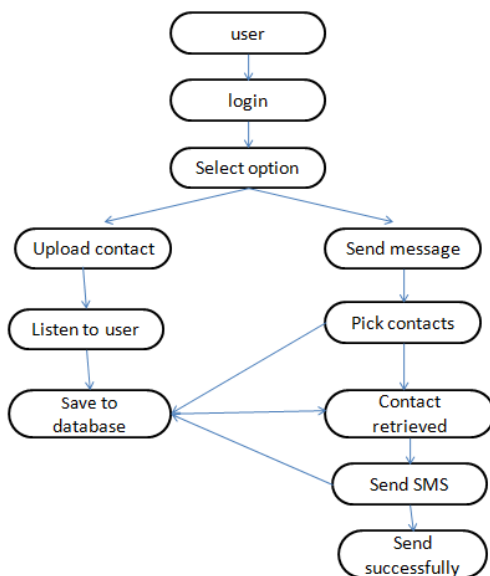 user
login
Select option
Upload contact
Send message
Listen to user
Pick contacts
Save to
database
Contact
retrieved
Send SMS
Send
successfully